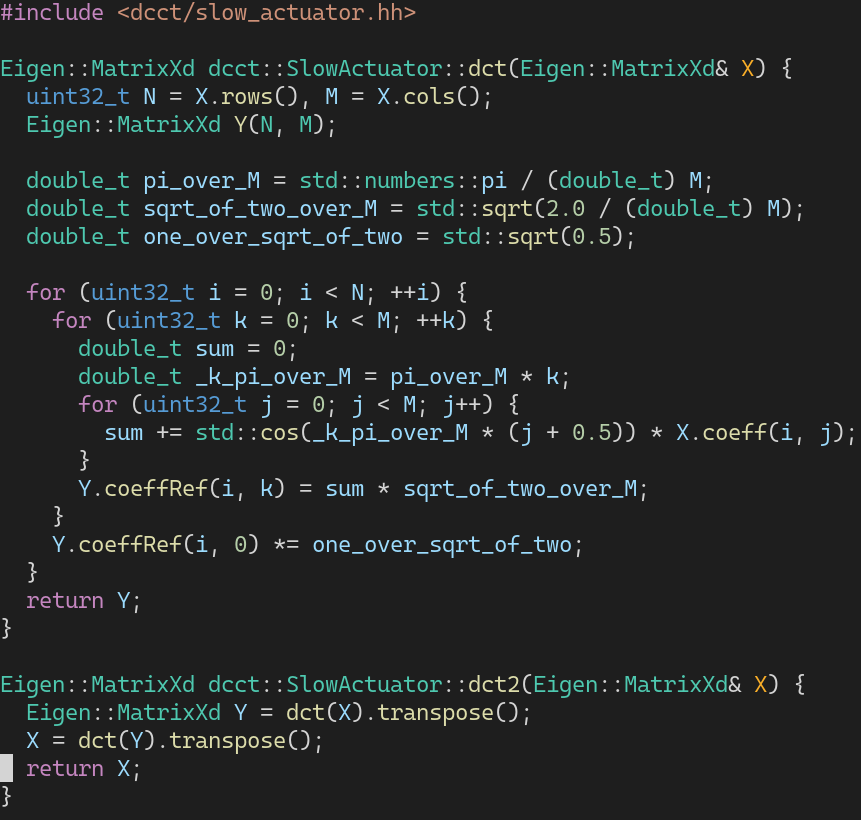 #include <dcct/slow_actuator.hh>

Eigen::MatrixXd dcct::SlowActuator::dct(Eigen::MatrixXd& X) {
  uint32_t N = X.rows(), M = X.cols();
  Eigen::MatrixXd Y(N, M);

  double_t pi_over_M = std::numbers::pi / (double_t) M;
  double_t sqrt_of_two_over_M = std::sqrt(2.0 / (double_t) M);
  double_t one_over_sqrt_of_two = std::sqrt(0.5);

  for (uint32_t i = 0; i < N; ++i) {
    for (uint32_t k = 0; k < M; ++k) {
      double_t sum = 0;
      double_t _k_pi_over_M = pi_over_M * k;
      for (uint32_t j = 0; j < M; j++) {
        sum += std::cos(_k_pi_over_M * (j + 0.5)) * X.coeff(i, j);
      }
      Y.coeffRef(i, k) = sum * sqrt_of_two_over_M;
    }
    Y.coeffRef(i, 0) *= one_over_sqrt_of_two;
  }
  return Y;
}

Eigen::MatrixXd dcct::SlowActuator::dct2(Eigen::MatrixXd& X) {
  Eigen::MatrixXd Y = dct(X).transpose();
  X = dct(Y).transpose();
  return X;
}